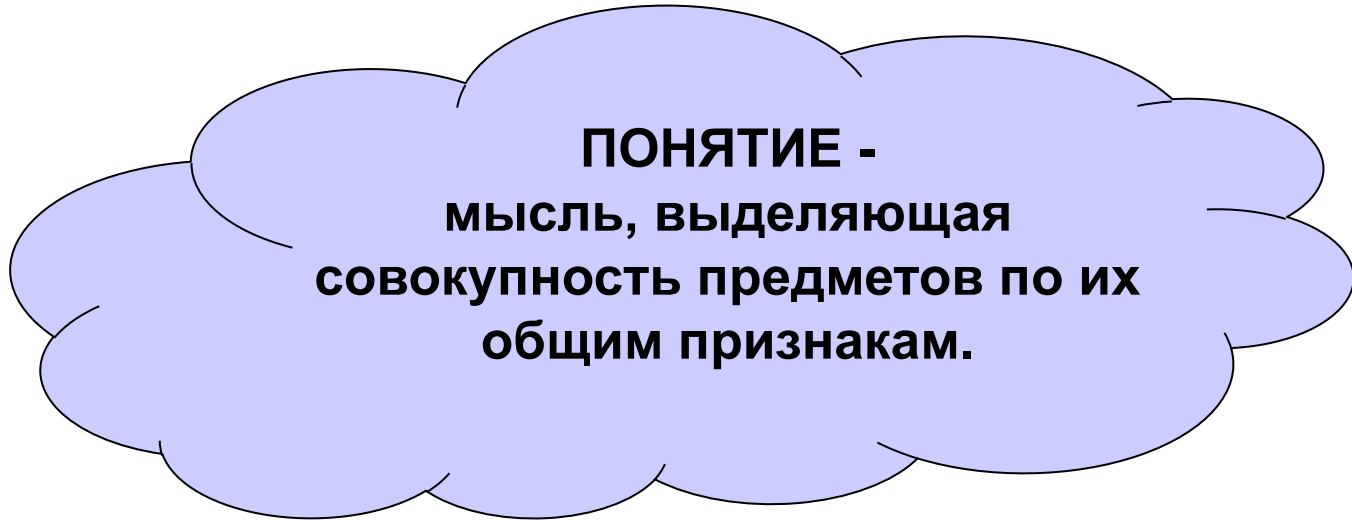 ПОНЯТИЕ -
мысль, выделяющая
совокупность предметов по их
общим признакам.